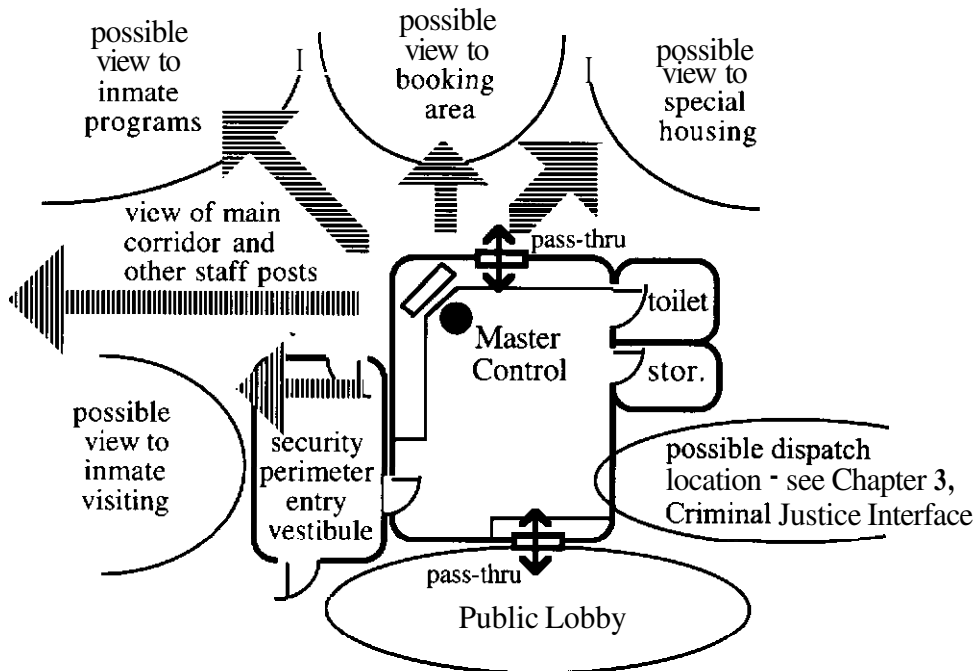 possible
view to
inmate
programs
possible
view to
booking
area
possible
view to
special
housing
view of main
corridor and
other staff posts
pass-thru
toilet
Master
Control
stor.
possible
view to
inmate
visiting
security
perimeter
entry
vestibule
possible dispatch
location - see Chapter 3,
Criminal Justice Interface
pass-thru
Public Lobby